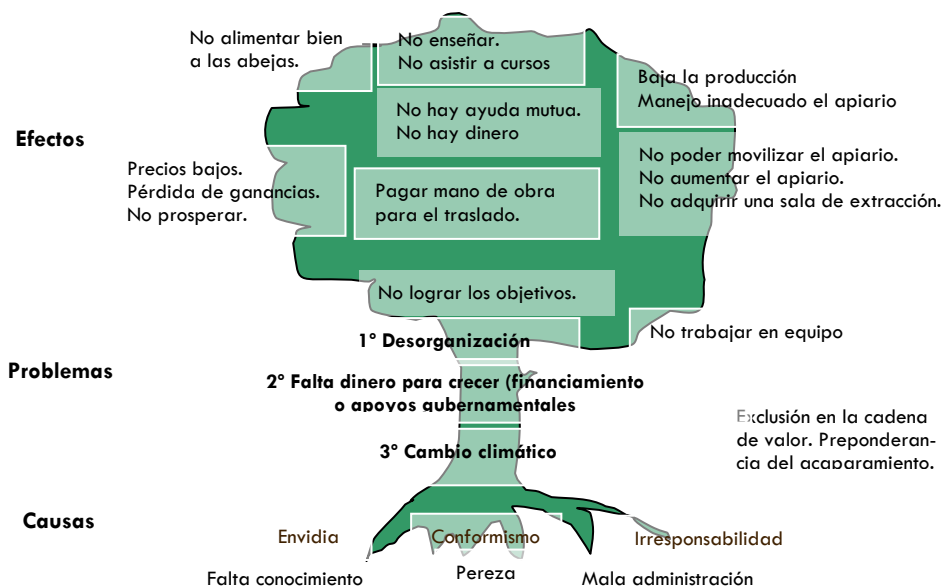 No alimentar bien
a las abejas.
No enseñar.
No asistir a cursos
Baja la producción
Manejo inadecuado el apiario
No hay ayuda mutua.
No hay dinero
Efectos
No poder movilizar el apiario.
No aumentar el apiario.
No adquirir una sala de extracción.
Precios bajos.
Pérdida de ganancias.
No prosperar.
Pagar mano de obra
para el traslado.
No lograr los objetivos.
No trabajar en equipo
1º Desorganización
Problemas
2º Falta dinero para crecer (financiamiento
o apoyos gubernamentales
Exclusión en la cadena
de valor. Preponderan-
cia del acaparamiento.
3º Cambio climático
Causas
Envidia
Conformismo
Irresponsabilidad
Falta conocimiento
Pereza
Mala administración